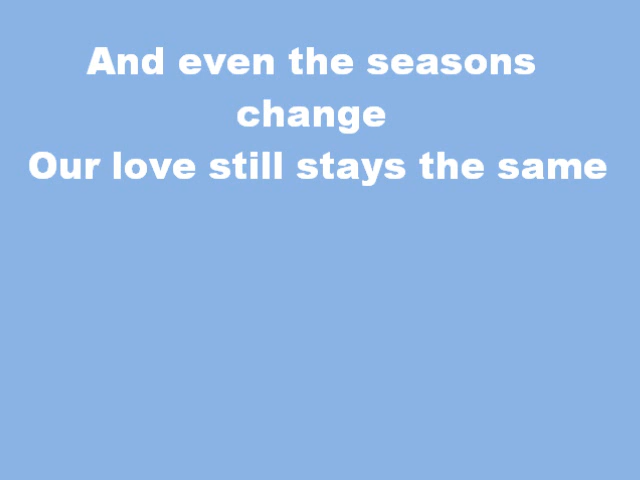 And even the seasons
change
Our love still stays the same